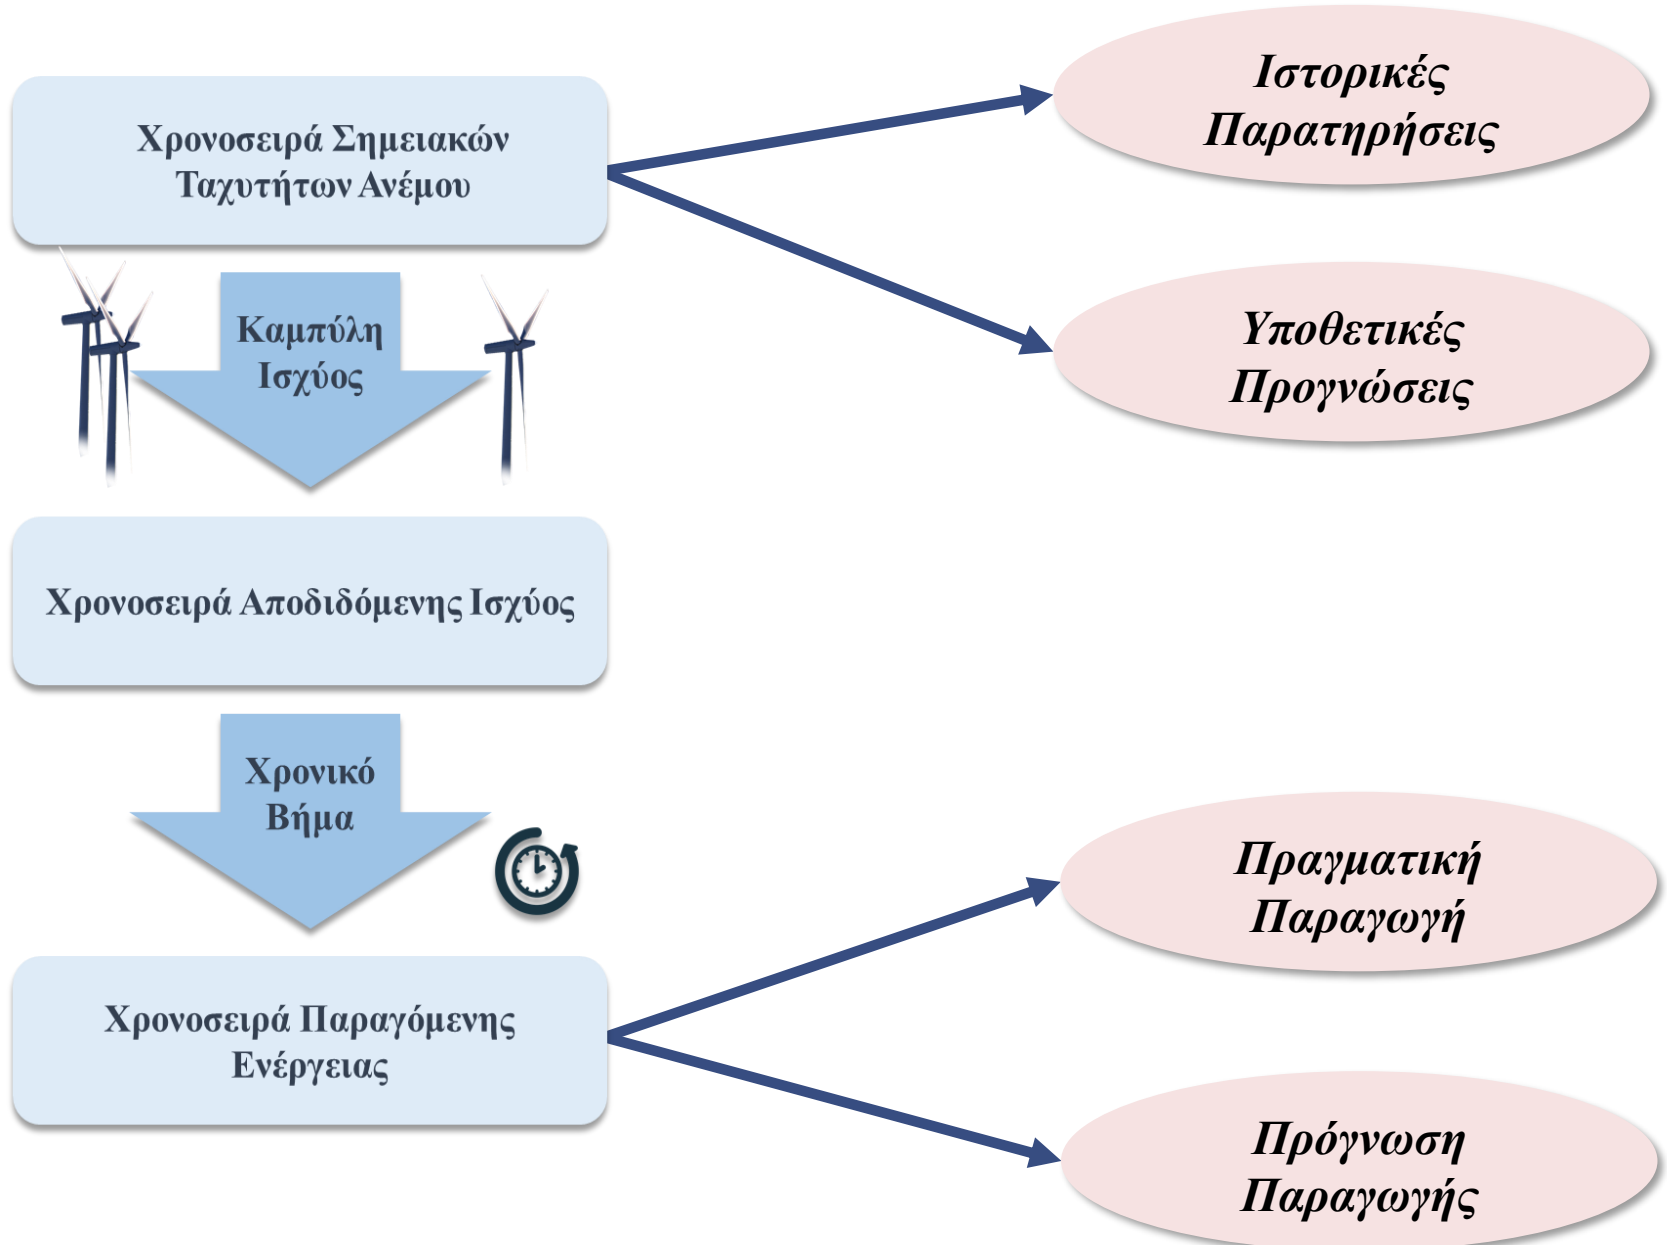 Χρονοσειρά Σημειακών
Ταχυτήτων Ανέμου
Ιστορικές
Παρατηρήσεις
Υποθετικές
Προγνώσεις
Καμπύλη
Ισχύος
Χρονοσειρά Αποδιδόμενης Ισχύος
Χρονικό
Βήμα
Χρονοσειρά Παραγόμενης
Ενέργειας
Πραγματική
Παραγωγή
Πρόγνωση
Παραγωγής